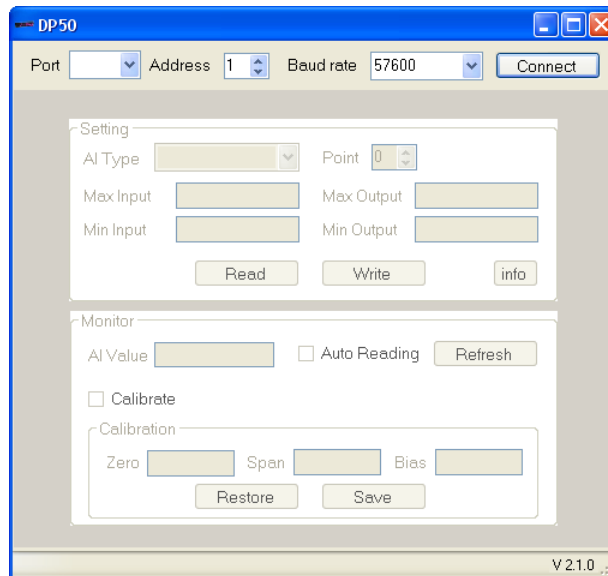 DP50
Port Address 1 Baud rate 57600 Connect
Setting
AI Type Point 0
Max Input Max Output
Min Input Min Output
Read Write info
Monitor
AI Value Auto Reading Refresh
Calibrate
Calibration
Zero Span Bias
Restore Save
V 2.1.0